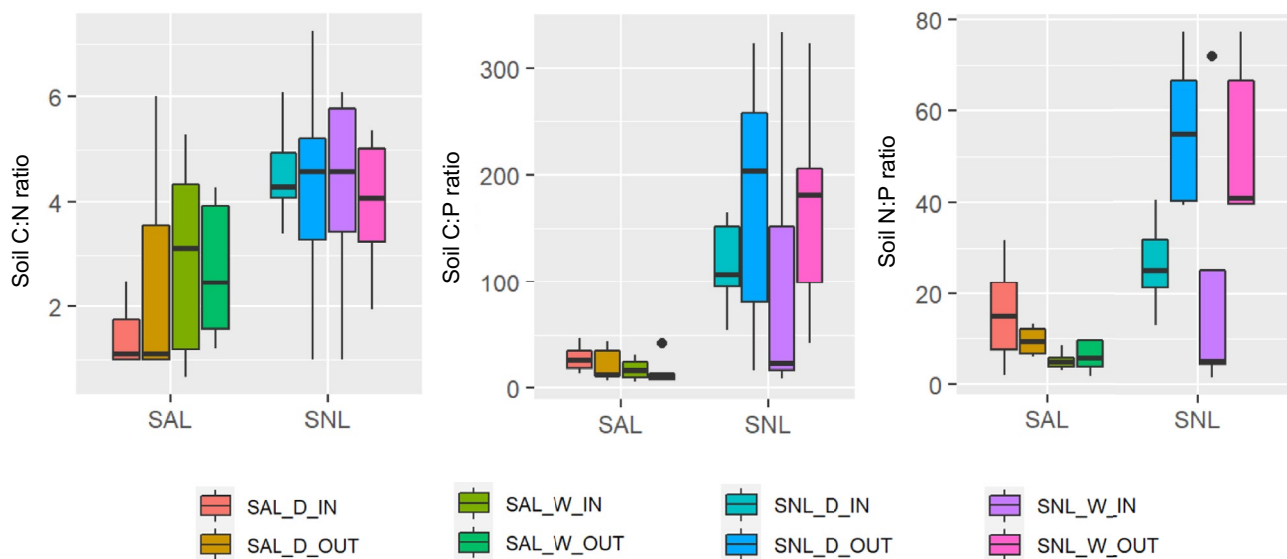 Soil C:N ratio
6
4
2
SAL SNL
Soil C:P ratio
300
200
100
0
SAL SNL
Soil N:P ratio
80
60
40
20
0
SAL SNL
SAL_D_IN SAL_W_IN SNL_D_IN SNL_W_IN
SAL_D_OUT SAL_W_OUT SNL_D_OUT SNL_W_OUT